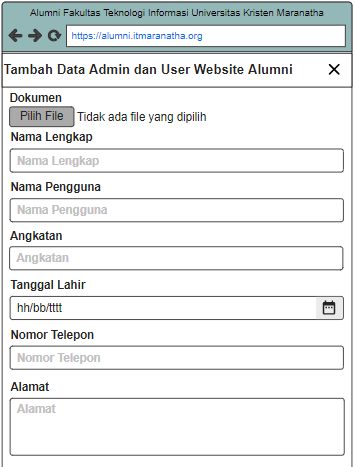 Alumni Fakultas Teknologi Informasi Universitas Kristen Maranatha
https://alumni.itmaranatha.org
Tambah Data Admin dan User Website Alumni
Dokumen
Pilih File Tidak ada file yang dipilih
Nama Lengkap
Nama Lengkap
Nama Pengguna
Nama Pengguna
Angkatan
Angkatan
Tanggal Lahir
hh/bb/tttt
Nomor Telepon
Nomor Telepon
Alamat
Alamat